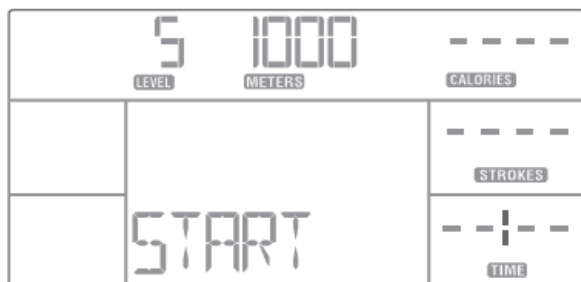 5 1000 - - - -
LEVEL METERS CALORIES
- - - -
STROKES
START - - : - -
TIME